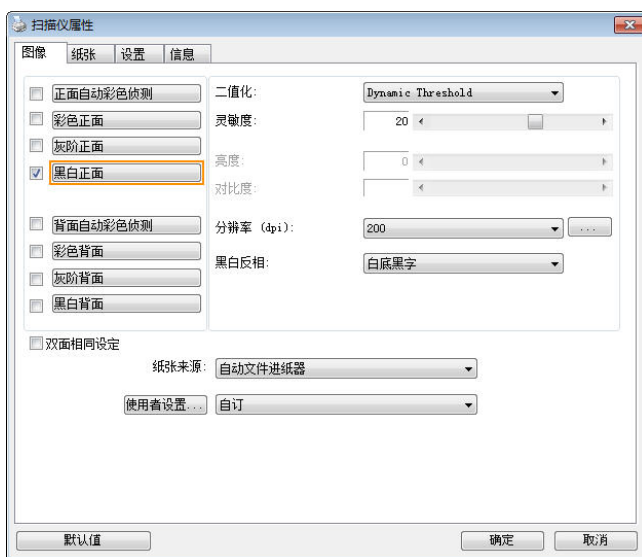 扫描仪属性
图像 纸张 设置 信息
正面自动彩色侦测
彩色正面
灰阶正面
黑白正面
背面自动彩色侦测
彩色背面
灰阶背面
黑白背面
二值化: Dynamic Threshold
灵敏度: 20
亮度: 0
对比度:
分辨率 (dpi): 200 ...
黑白反相: 白底黑字
双面相同设定
纸张来源: 自动文件进纸器
使用者设置... 自订
默认值 确定 取消